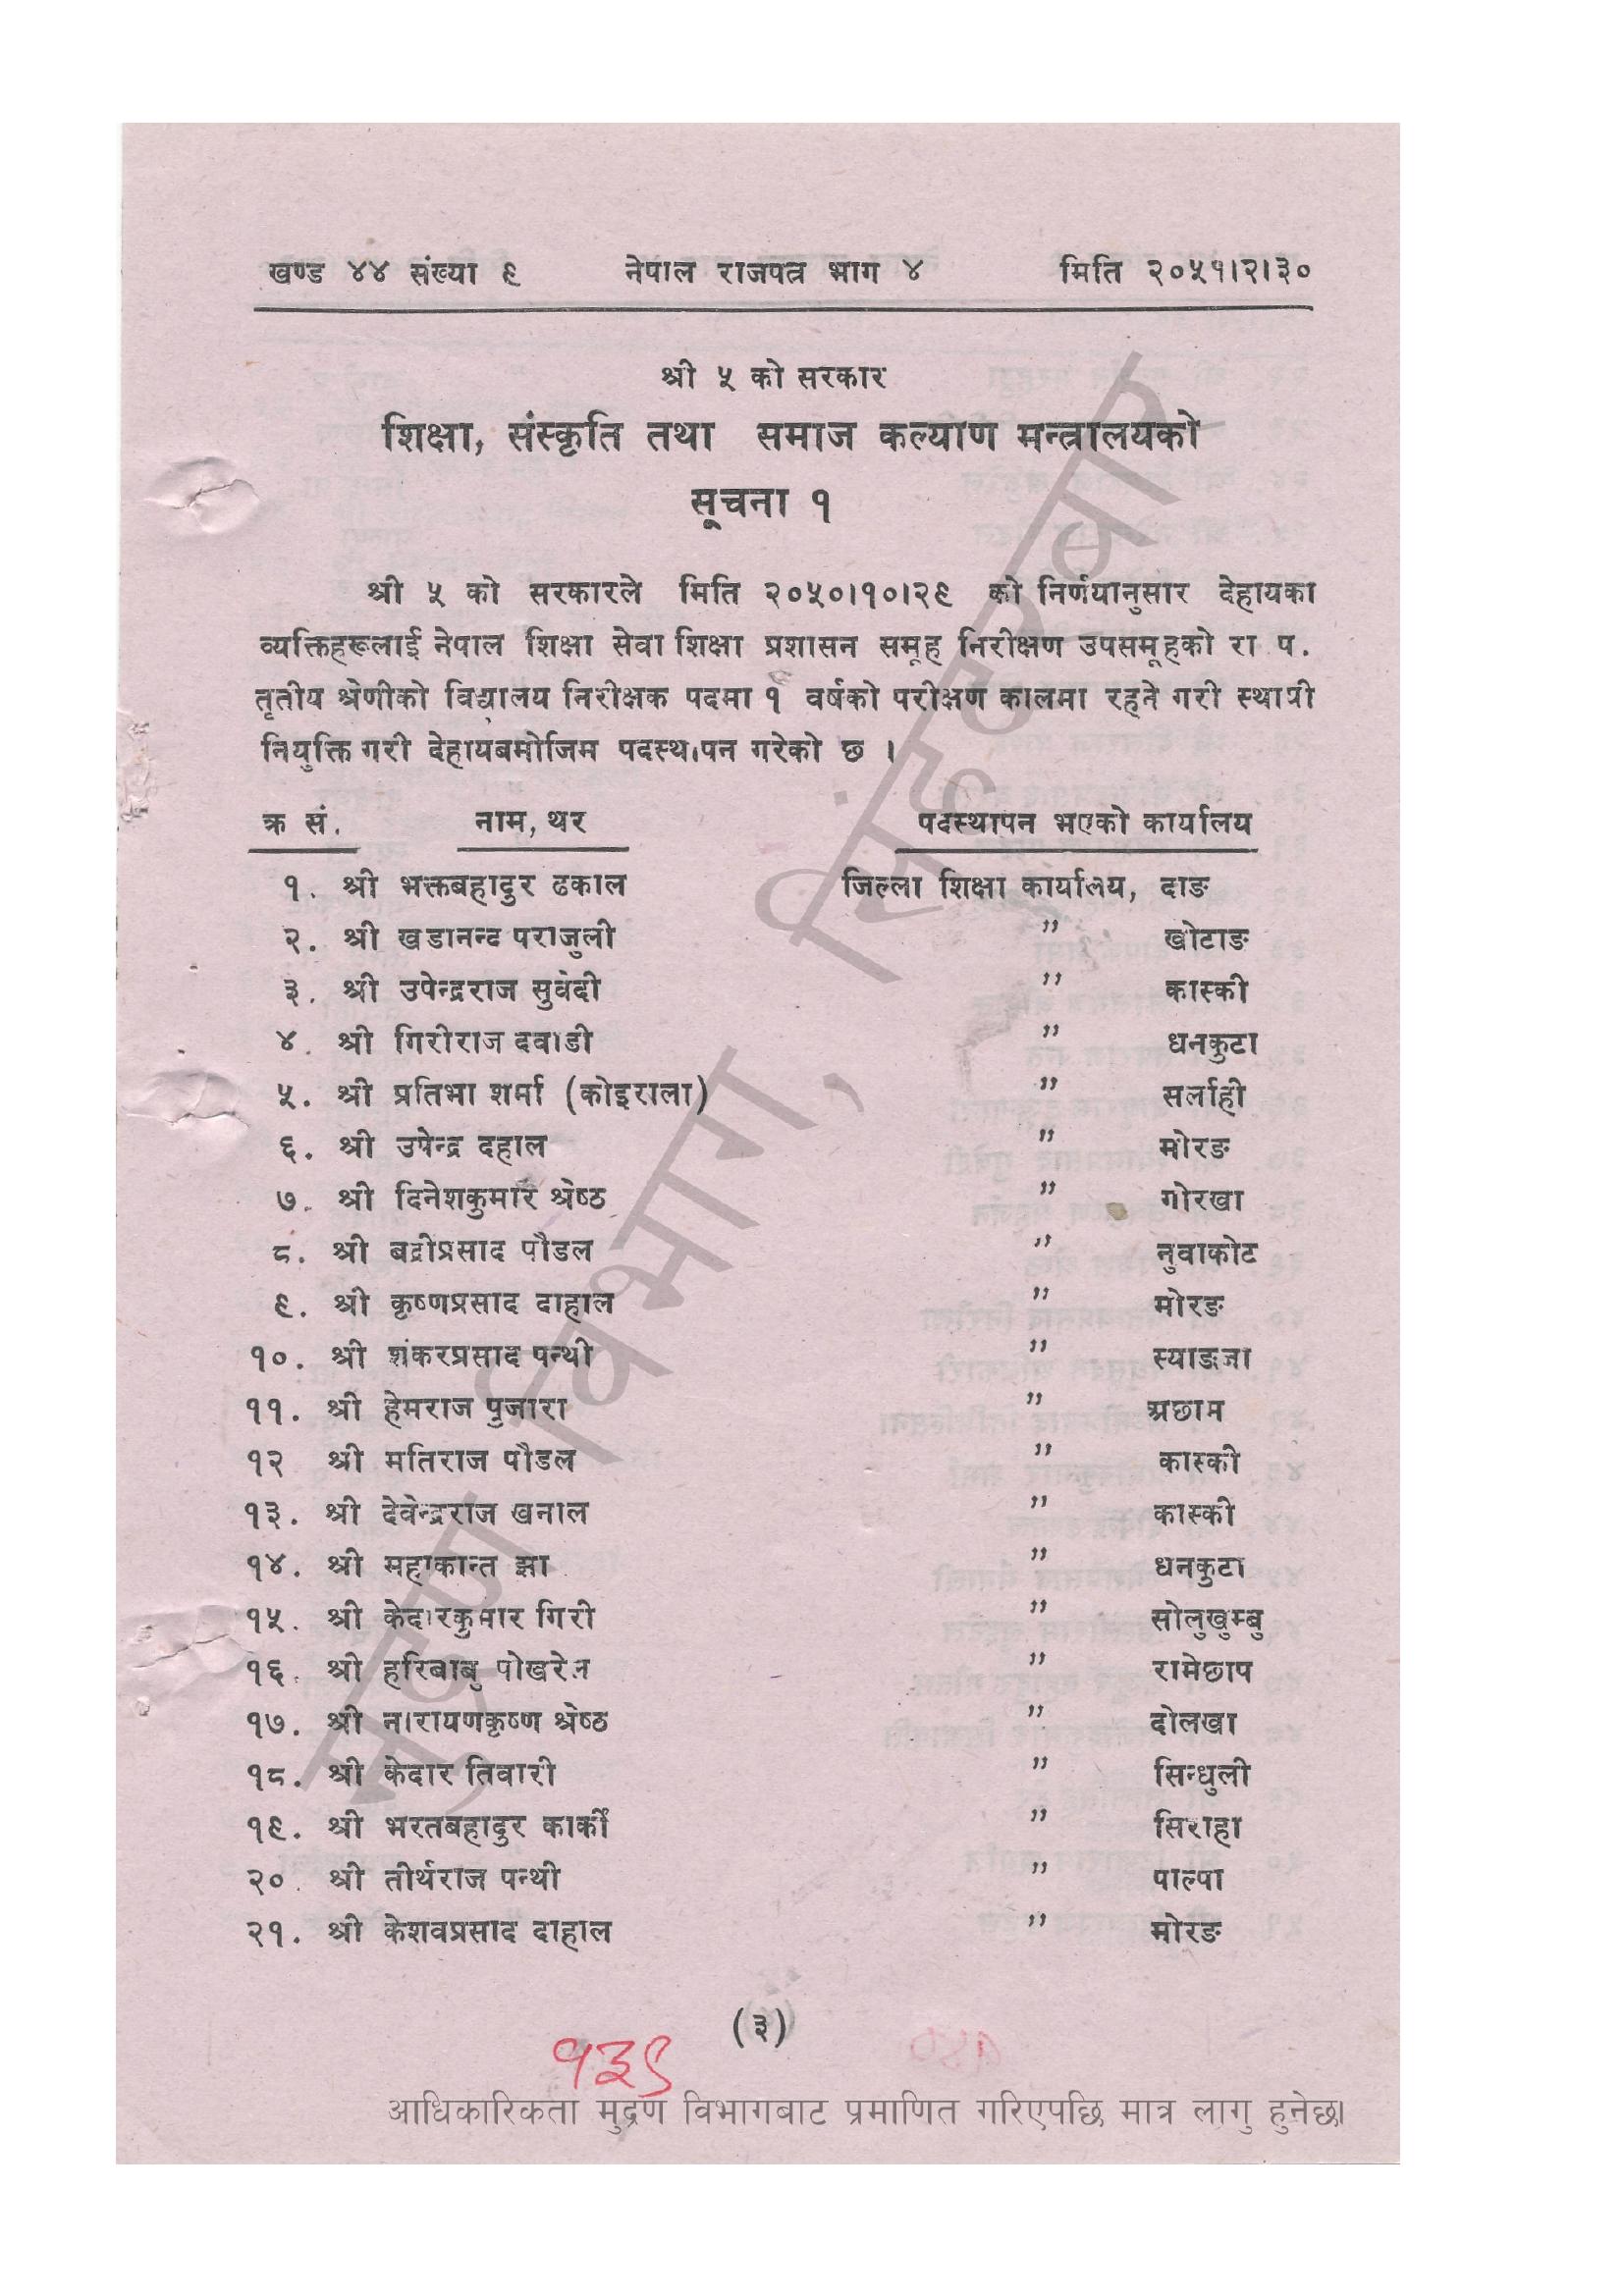 खण्ड ४४ संख्या ९ नेपाल राजपत्र भाग ४ मिति २०५१।२।३०
श्री ५ को सरकार
शिक्षा, संस्कृति तथा समाज कल्याण मन्त्रालयको
सूचना १
श्री ५ को सरकारले मिति २०५०।१०।२९ को निर्णयानुसार देहायका
व्यक्तिहरूलाई नेपाल शिक्षा सेवा शिक्षा प्रशासन समूह निरीक्षण उपसमूहको रा प.
तृतीय श्रेणीको विद्यालय निरीक्षक पदमा १ वर्षको परीक्षण कालमा रहने गरी स्थायी
नियुक्ति गरी देहायबमोजिम पदस्थापन गरेको छ ।
क्र सं. नाम, थर पदस्थापन भएको कार्यालय
१. श्री भक्तबहादुर ढकाल जिल्ला शिक्षा कार्यालय, दाङ
२. श्री खडानन्द पराजुली " खोटाङ
३. श्री उपेन्द्रराज सुवेदी " कास्की
४. श्री गिरीराज दवाडी " धनकुटा
५. श्री प्रतिभा शर्मा (कोइराला) " सर्लाही
६. श्री उपेन्द्र दहाल " मोरङ
७. श्री दिनेशकुमार श्रेष्ठ " गोरखा
८. श्री बद्रीप्रसाद पौडल " नुवाकोट
९. श्री कृष्णप्रसाद दाहाल " मोरङ
१०. श्री शंकरप्रसाद पन्थी " स्याङजा
११. श्री हेमराज पुजारा " अछाम
१२ श्री मतिराज पौडल " कास्की
१३. श्री देवेन्द्रराज खनाल " कास्की
१४. श्री महाकान्त झा " धनकुटा
१५. श्री केदारकुमार गिरी " सोलुखुम्बु
१६. श्री हरिबाबु पोखरेल " रामेछाप
१७. श्री नारायणकृष्ण श्रेष्ठ " दोलखा
१८. श्री केदार तिवारी " सिन्धुली
१९. श्री भरतबहादुर कार्की " सिराहा
२०. श्री तीर्थराज पन्थी " पाल्पा
२१. श्री केशवप्रसाद दाहाल " मोरङ
(३)
१३९
आधिकारिकता मुद्रण विभागबाट प्रमाणित गरिएपछि मात्र लागु हुनेछ।
मुद्रण विभाग, सिंहदरबार